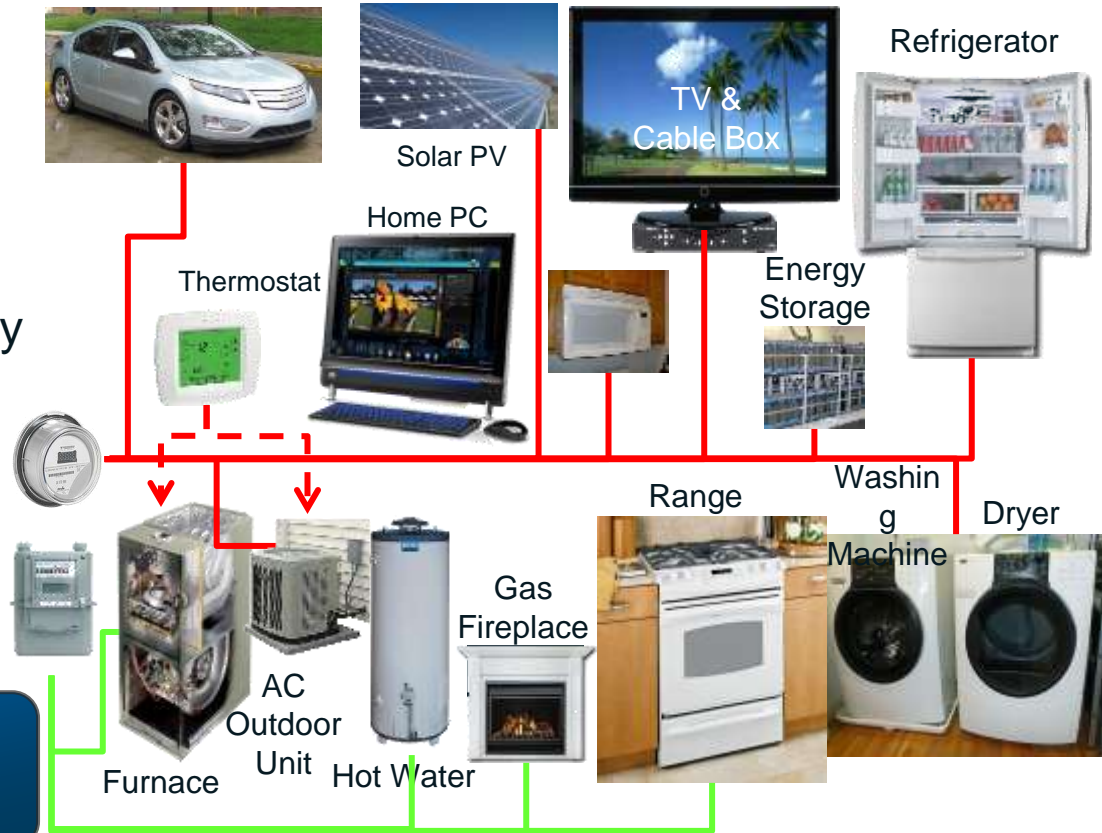 Refrigerator
TV &
Cable Box
Solar PV
Home PC
Thermostat
Energy
Storage
y
Washin
g
Machine
Range
Dryer
Gas
Fireplace
AC
Outdoor
Unit
Hot Water
Furnace